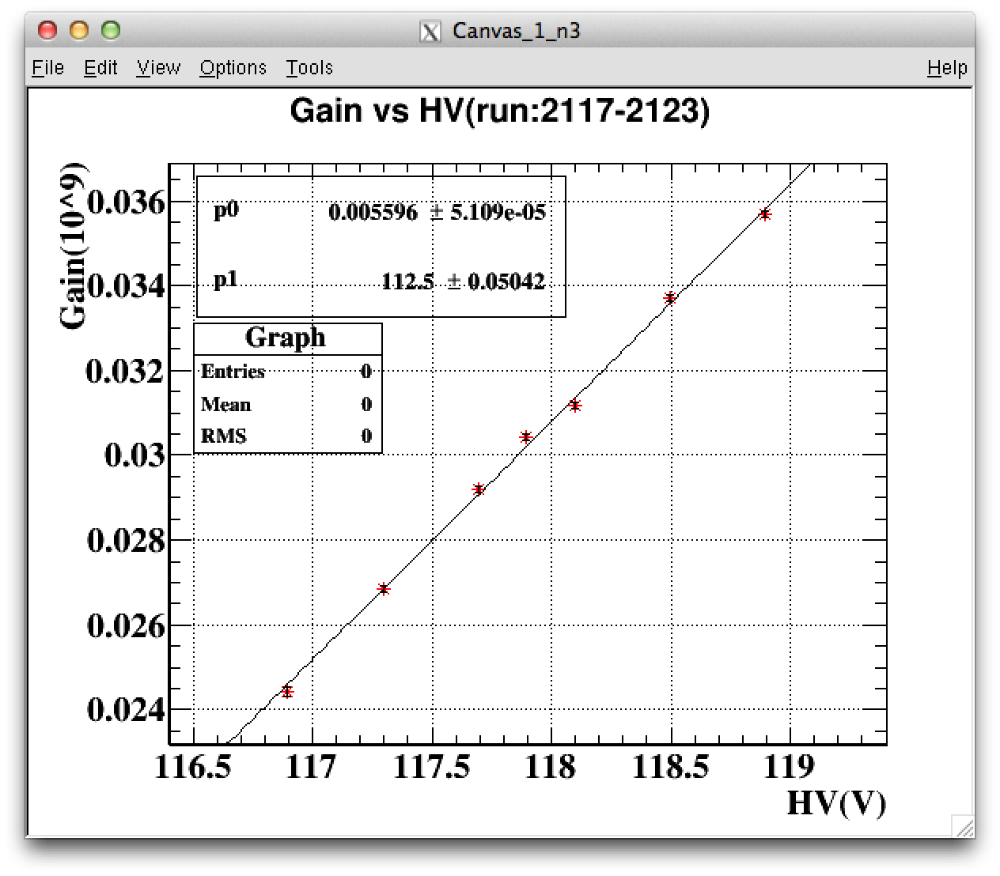 Canvas_1_n3
File Edit View Options Tools Help
Gain vs HV(run:2117-2123)
Gain(10^9)
0.036
0.034
0.032
0.03
0.028
0.026
0.024
p0 0.005596 ± 5.109e-05
p1 112.5 ± 0.05042
Graph
Entries 0
Mean 0
RMS 0
116.5 117 117.5 118 118.5 119
HV(V)